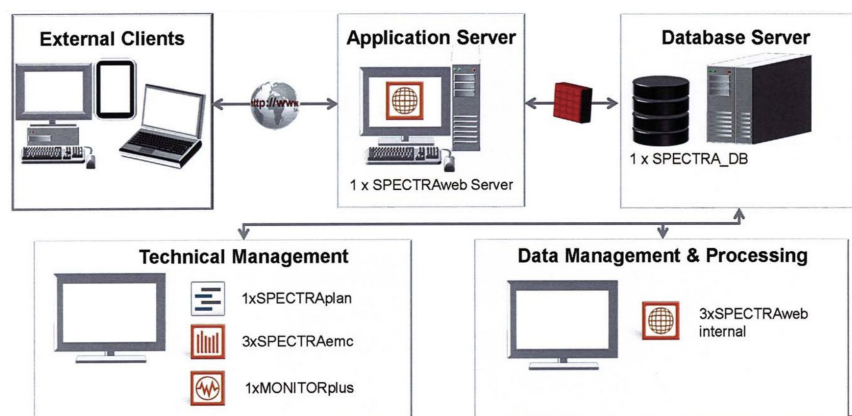 External Clients
Application Server
Database Server
http://www
1 x SPECTRAweb Server
1 x SPECTRA_DB
Technical Management
1xSPECTRAplan
3xSPECTRAemc
1xMONITORplus
Data Management & Processing
3xSPECTRAweb
internal